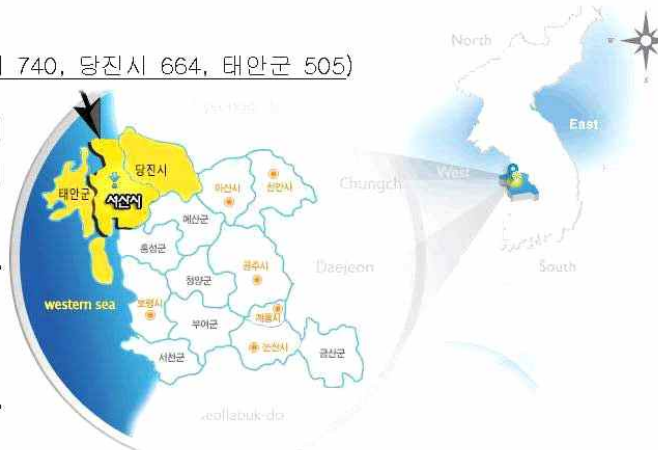 740, 당진시 664, 태안군 505)
North
East
West
South
당진시
태안군
서산시
아산시
천안시
Chungch
예산군
홍성군
공주시
Daejeon
청양군
western sea
보령시
계룡시
부여군
서천군
논산시
금산군
eollabuk-do